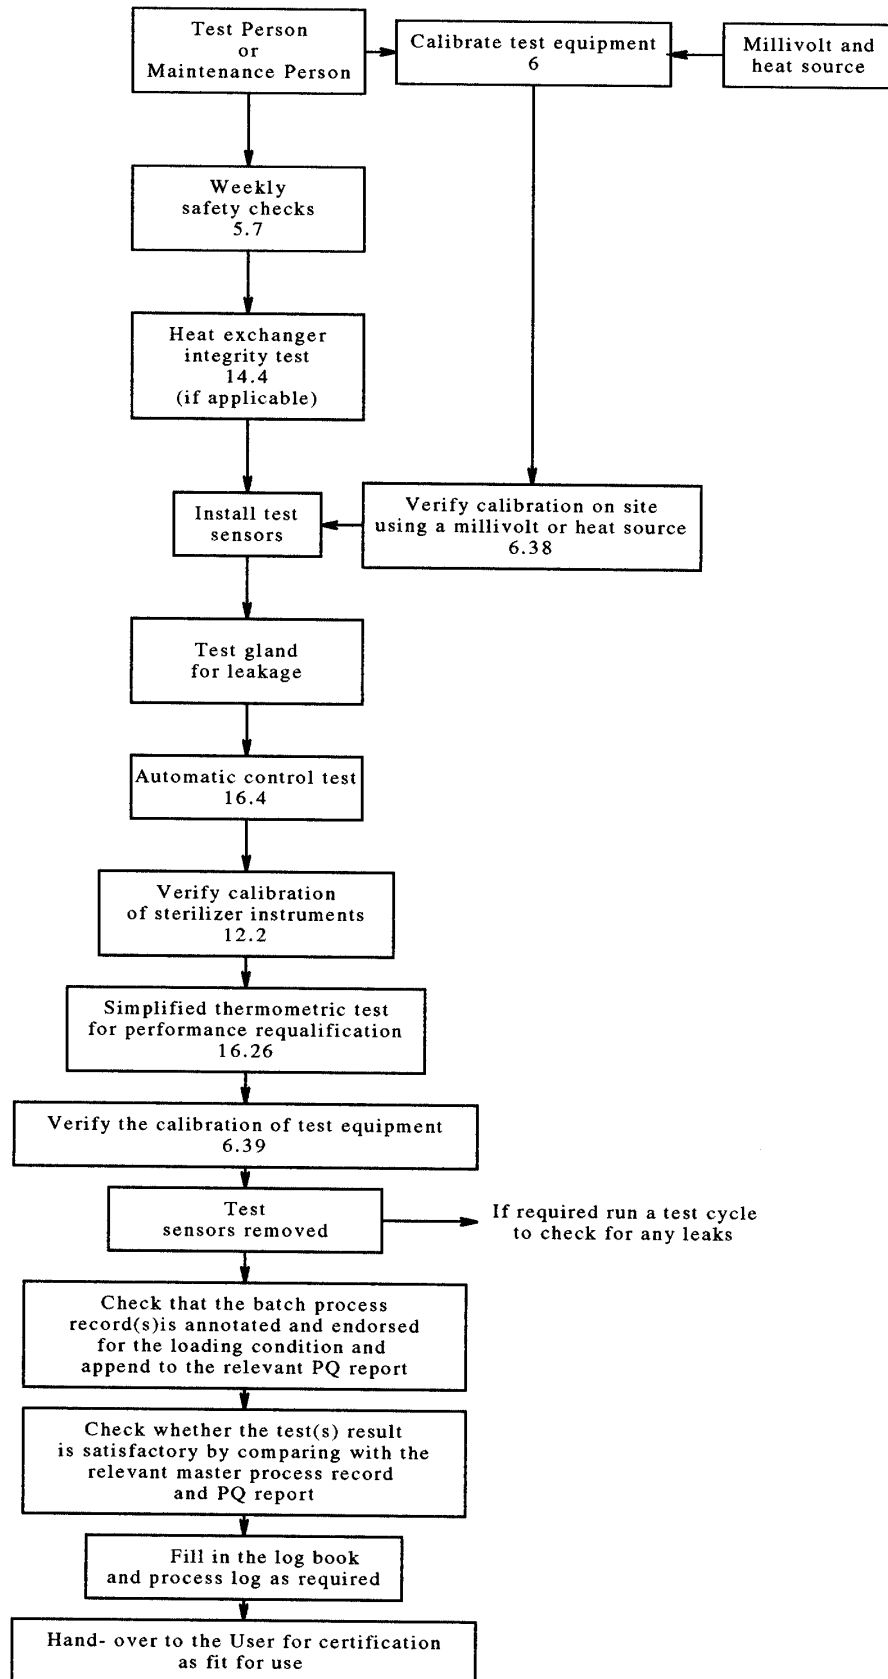 Test Person
or
Maintenance Person
Calibrate test equipment
6
Millivolt and
heat source
Weekly
safety checks
5.7
Heat exchanger
integrity test
14.4
(if applicable)
Install test
sensors
Verify calibration on site
using a millivolt or heat source
6.38
Test gland
for leakage
Automatic control test
16.4
Verify calibration
of sterilizer instruments
12.2
Simplified thermometric test
for performance requalification
16.26
Verify the calibration of test equipment
6.39
Test
sensors removed
If required run a test cycle
to check for any leaks
Check that the batch process
record(s)is annotated and endorsed
for the loading condition and
append to the relevant PQ report
Check whether the test(s) result
is satisfactory by comparing with the
relevant master process record
and PQ report
Fill in the log book
and process log as required
Hand- over to the User for certification
as fit for use